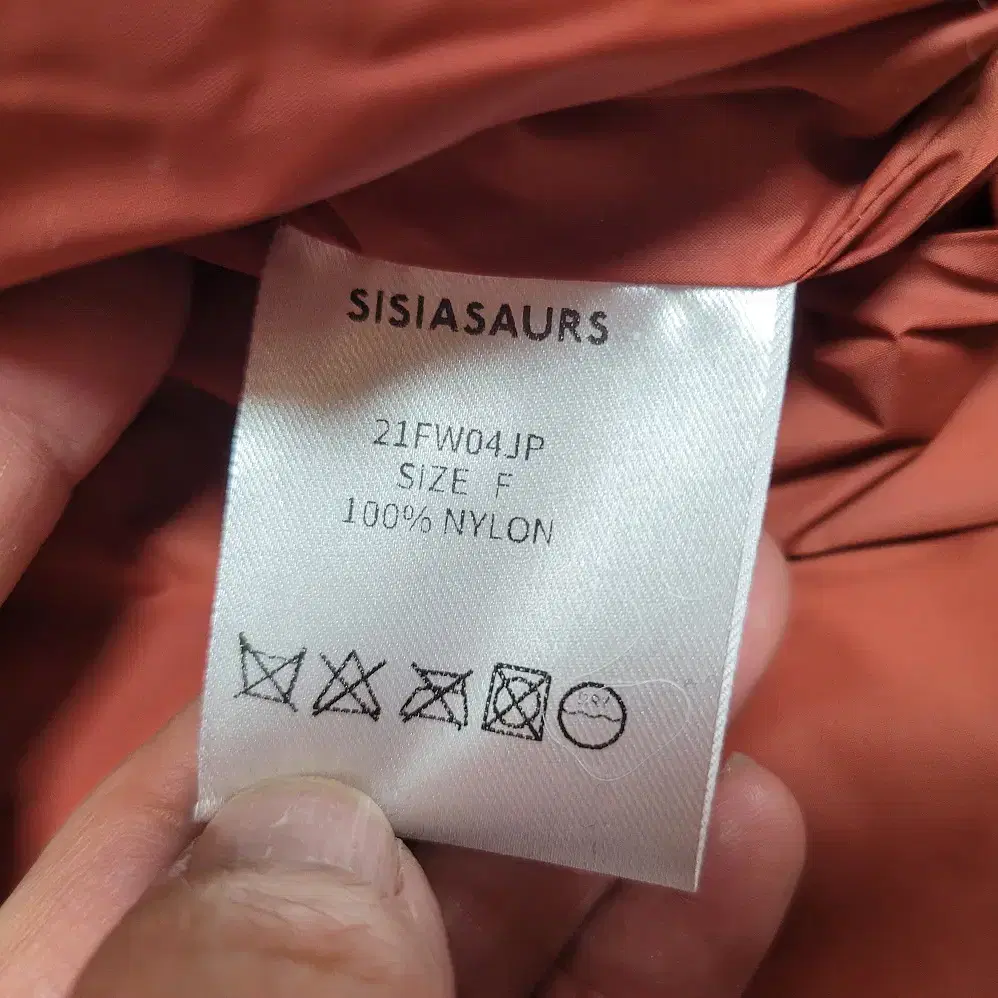 SISIASAURS
21FW04JP
SIZE F
100% NYLON